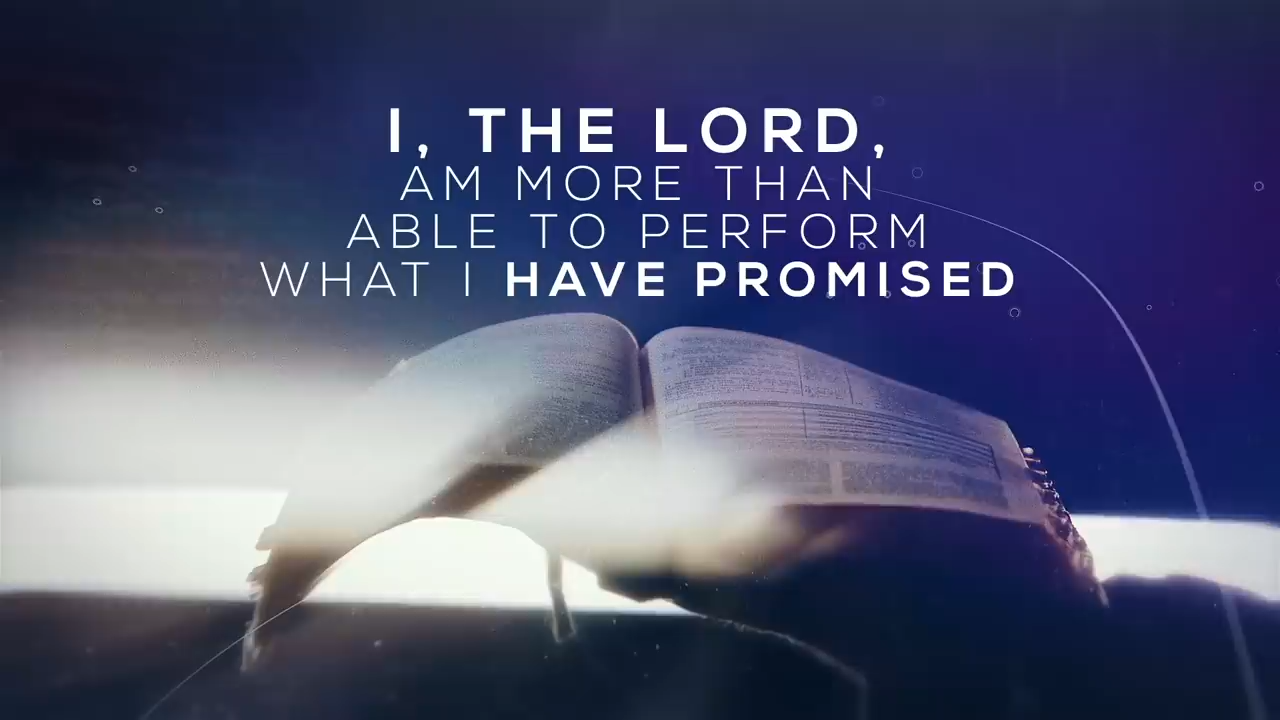 I, THE LORD,
AM MORE THAN
ABLE TO PERFORM
WHAT I HAVE PROMISED